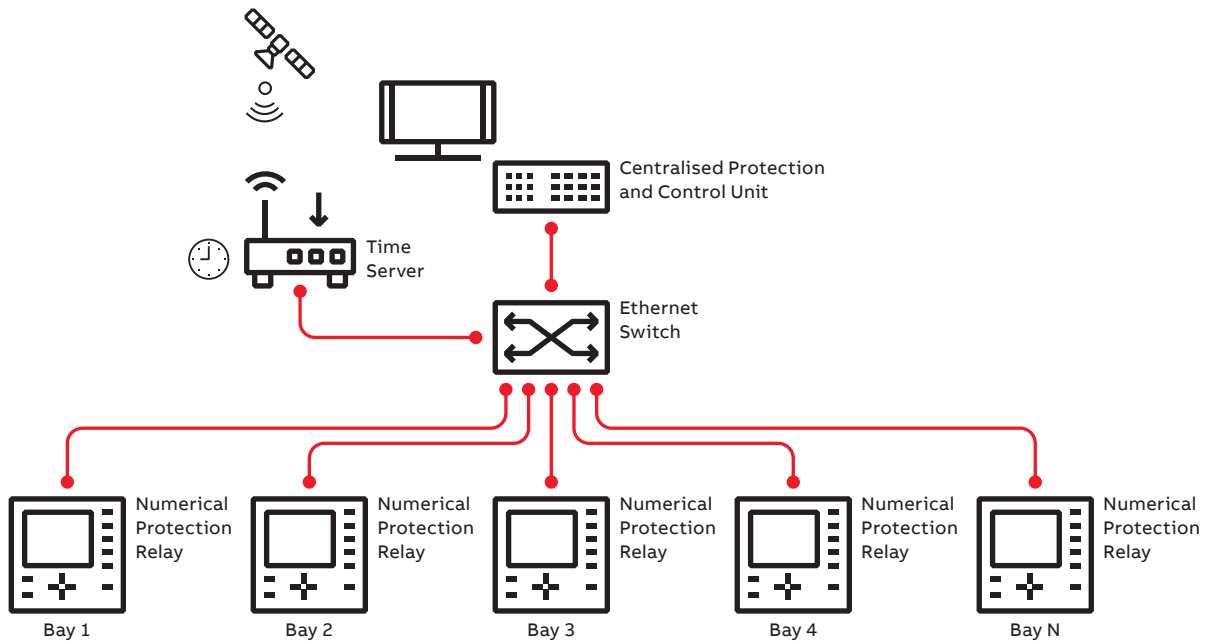 Centralised Protection
and Control Unit
Time
Server
Ethernet
Switch
Numerical
Protection
Relay
Numerical
Protection
Relay
Numerical
Protection
Relay
Numerical
Protection
Relay
Numerical
Protection
Relay
Bay 1
Bay 2
Bay 3
Bay 4
Bay N